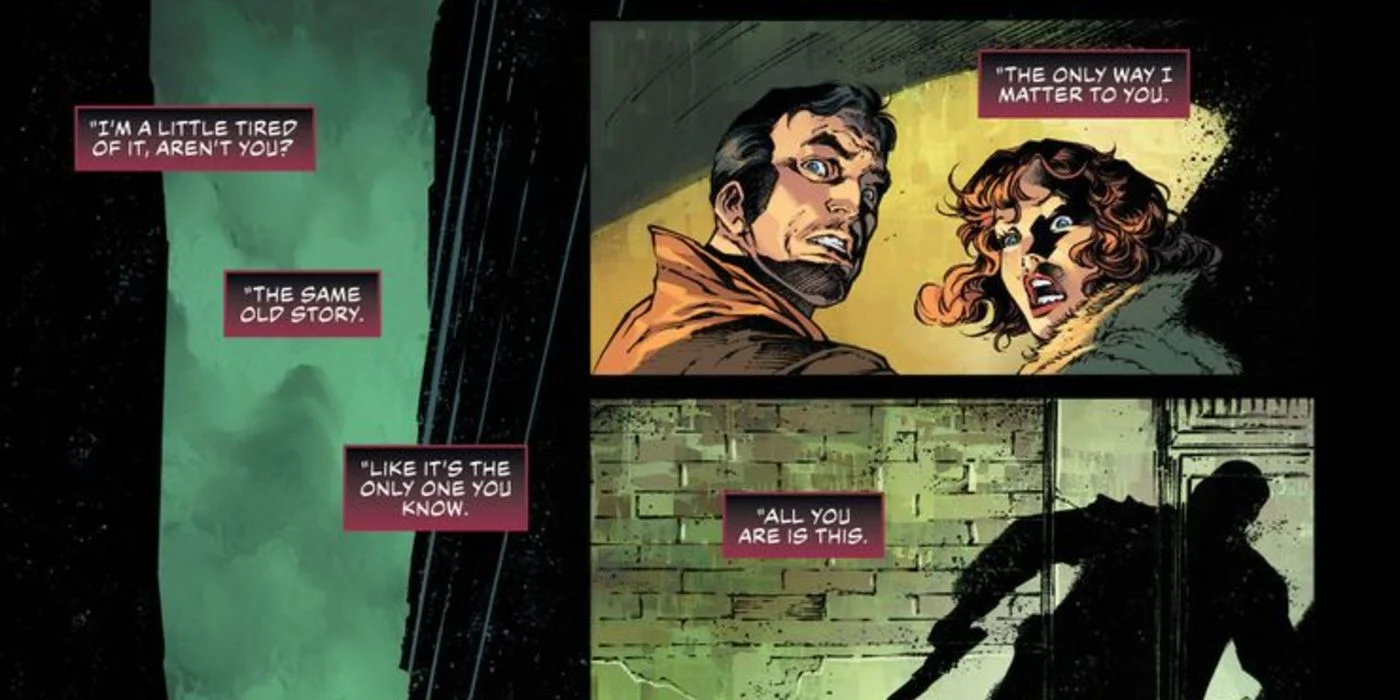 "I'M A LITTLE TIRED
OF IT, AREN'T YOU?
"THE SAME
OLD STORY.
"LIKE IT'S THE
ONLY ONE YOU
KNOW.
"THE ONLY WAY I
MATTER TO YOU.
"ALL YOU
ARE IS THIS.